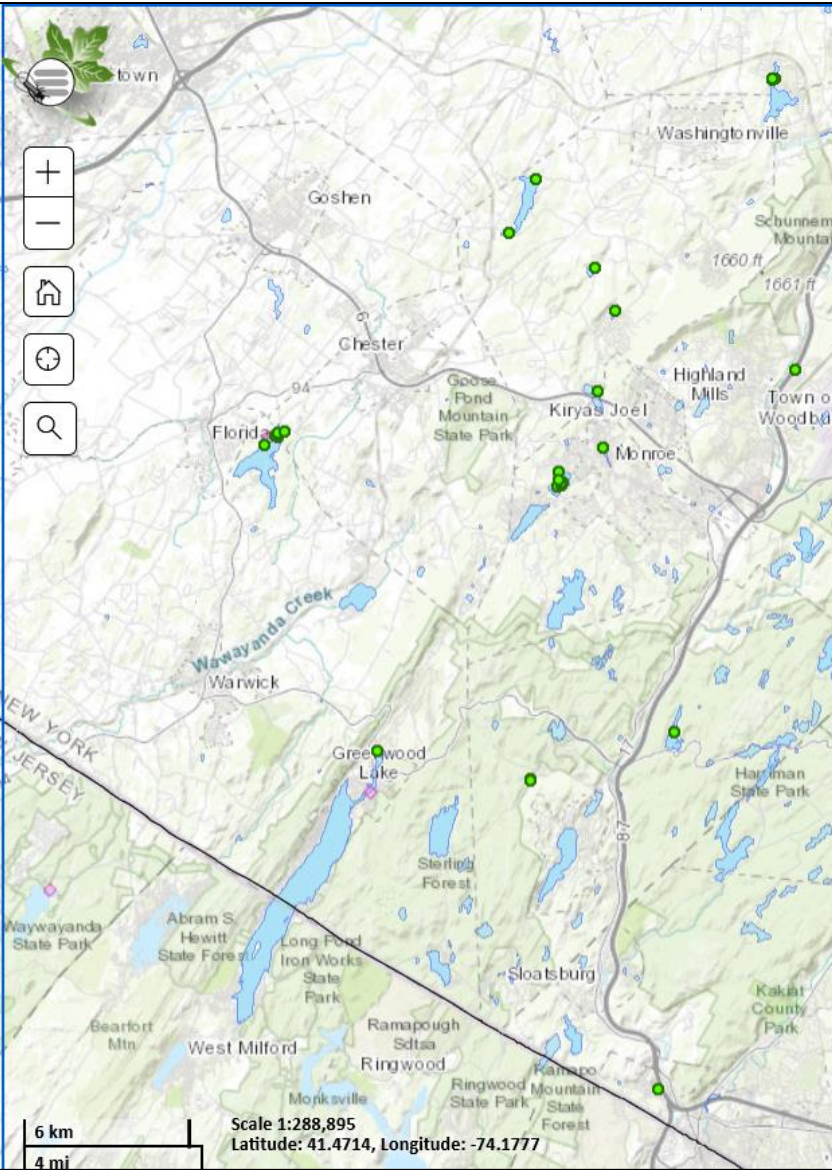 town
Washingtonville
Goshen
Schunnem
Mounta
1660 ft
1661 ft
6
Chester
Highland
Mills
94
Goose
Pond
Mountain
State Park
Kiryas Joel
Town o
Woodbu
Florida
Monroe
Wawayanda Creek
Warwick
NEW YORK
JERSEY
Greenwood
Lake
17
Harriman
State Park
87
Sterling
Forest
Waywayanda
State Park
Abram S.
Hewitt
State Forest
Long Pond
Iron Works
State
Park
Sloatsburg
Kakiat
County
Park
Bearfort
Mtn
Ramapough
Sdtsa
West Milford
Ringwood
Ringwood
State Park
Ramapo
Mountain
State
Forest
Monksville
6 km
4 mi
Scale 1:288,895
Latitude: 41.4714, Longitude: -74.1777